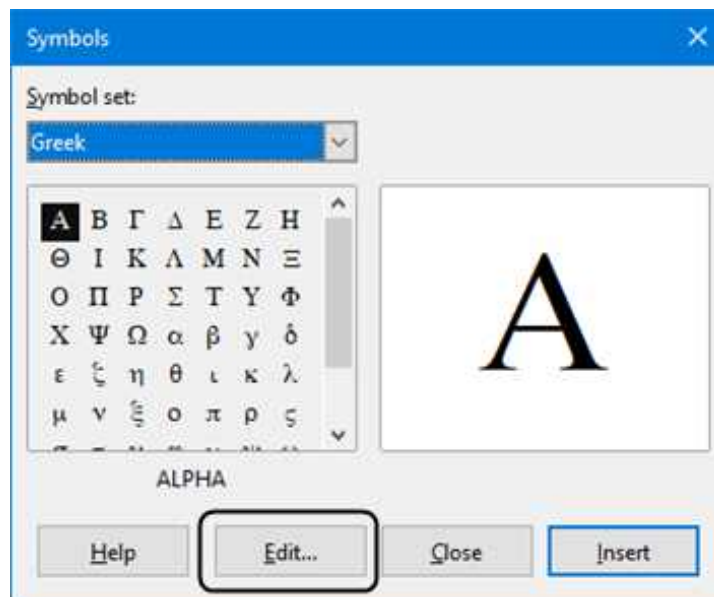 Symbols
Symbol set:
Greek
Α Β Γ Δ Ε Ζ Η
Θ Ι Κ Λ Μ Ν Ξ
Ο Π Ρ Σ Τ Υ Φ
Χ Ψ Ω α β γ δ
ε ζ η θ ι κ λ
μ ν ξ ο π ρ ς
Α
ALPHA
Help Edit... Close Insert